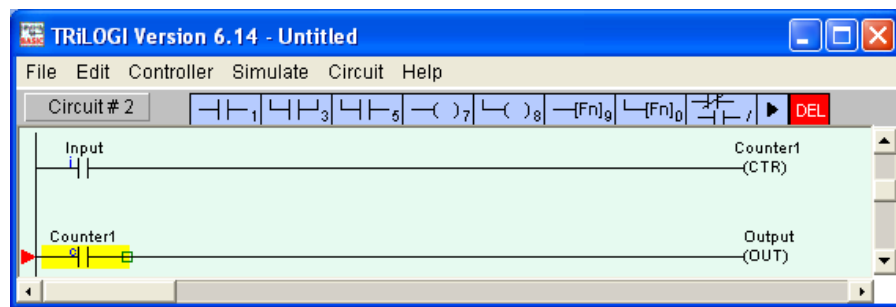 TRiLOGI Version 6.14 - Untitled
File Edit Controller Simulate Circuit Help
Circuit # 2 1 3 5 ( )7 ( )8 [Fn]9 [Fn]0 / DEL
Input Counter1
i (CTR)
Counter1 Output
c (OUT)